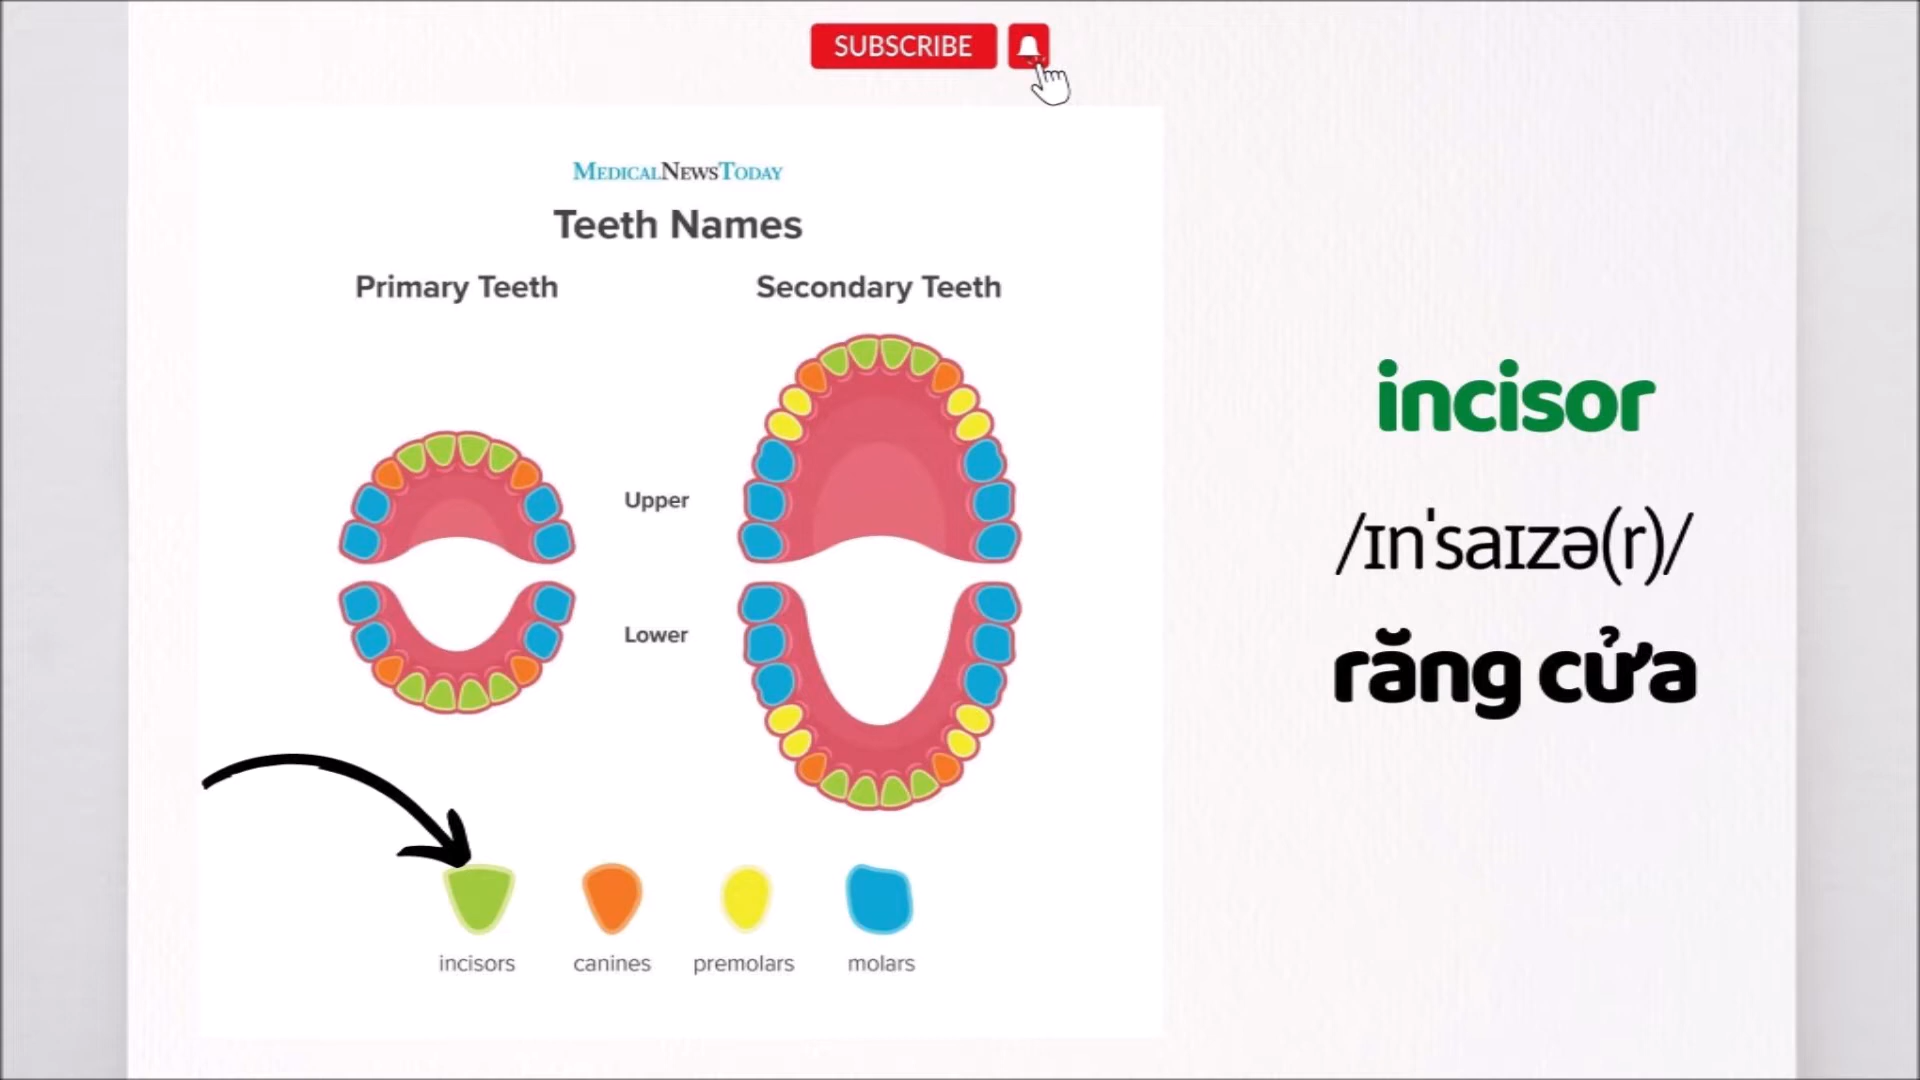 SUBSCRIBE
MEDICALNEWSTODAY
Teeth Names
Primary Teeth
Secondary Teeth
Upper
Lower
incisors
canines
premolars
molars
incisor
/ɪnˈsaɪzə(r)/
răng cửa